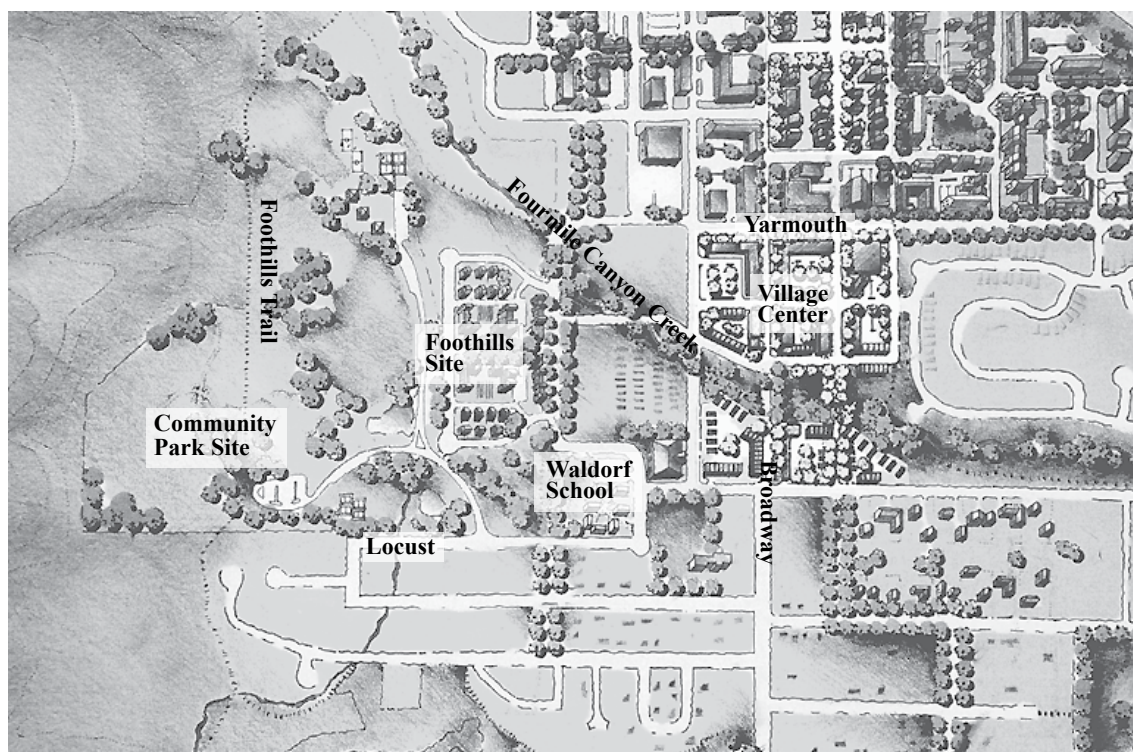 Fourmile Canyon Creek
Yarmouth
Foothills Trail
Village
Center
Foothills
Site
Community
Park Site
Waldorf
School
Broadway
Locust